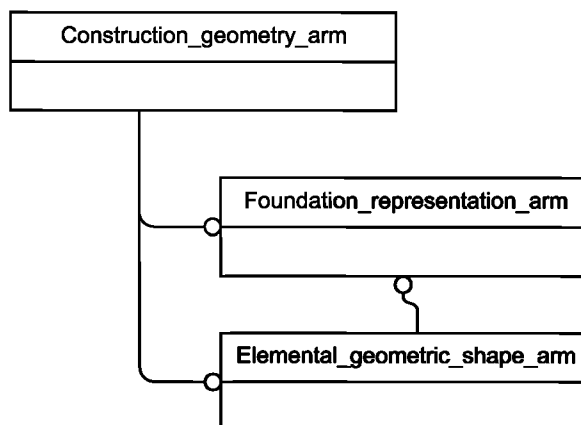 Construction_geometry_arm
Foundation_representation_arm
Elemental_geometric_shape_arm